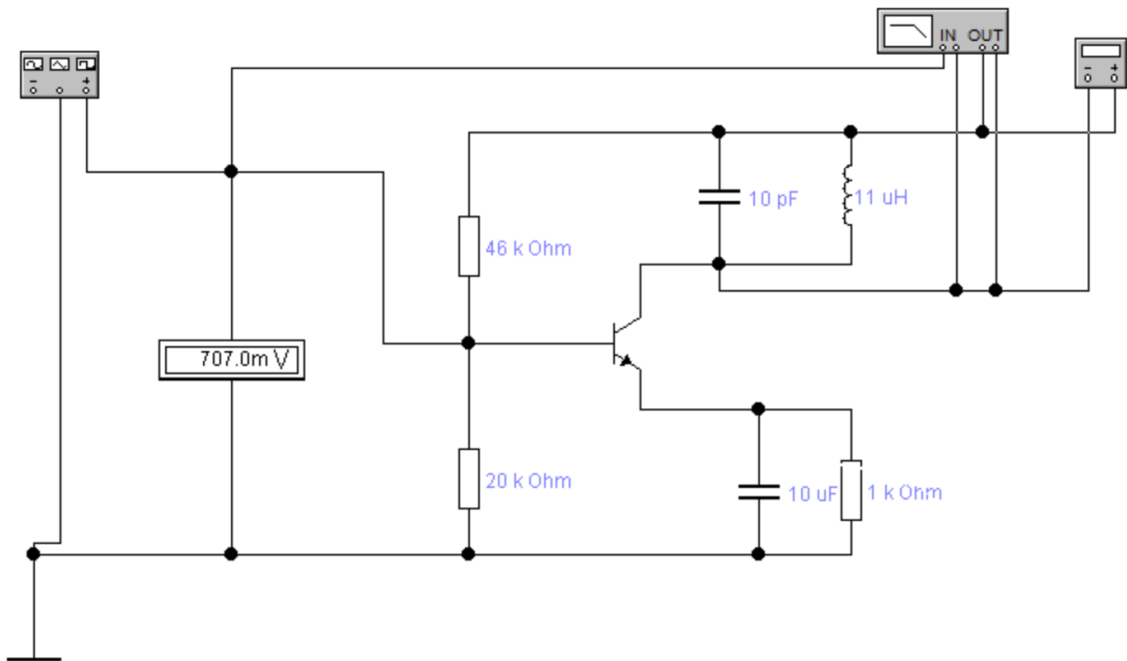 IN OUT
- +
- +
10 pF
11 uH
46 k Ohm
707.0m V
20 k Ohm
10 uF
1 k Ohm